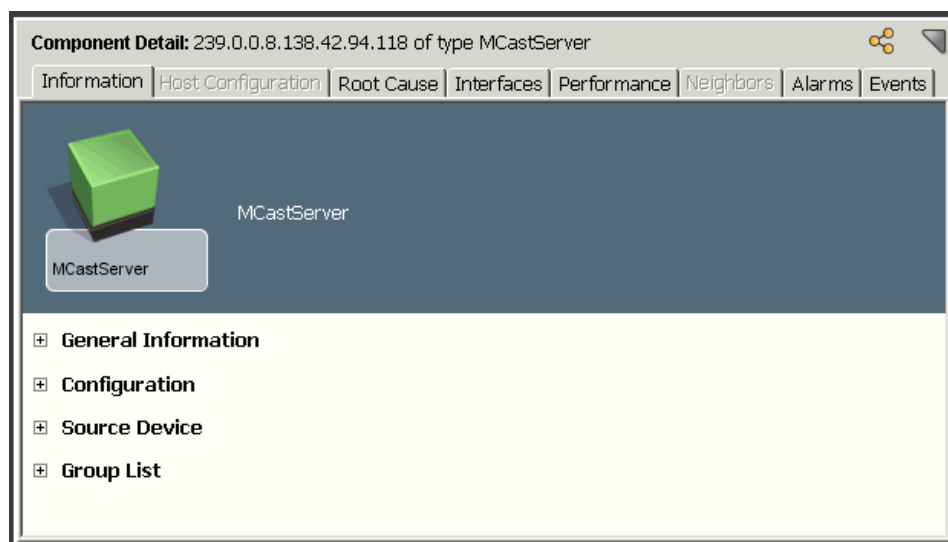 Component Detail: 239.0.0.8.138.42.94.118 of type MCastServer
Information Host Configuration Root Cause Interfaces Performance Neighbors Alarms Events
MCastServer
MCastServer
General Information
Configuration
Source Device
Group List